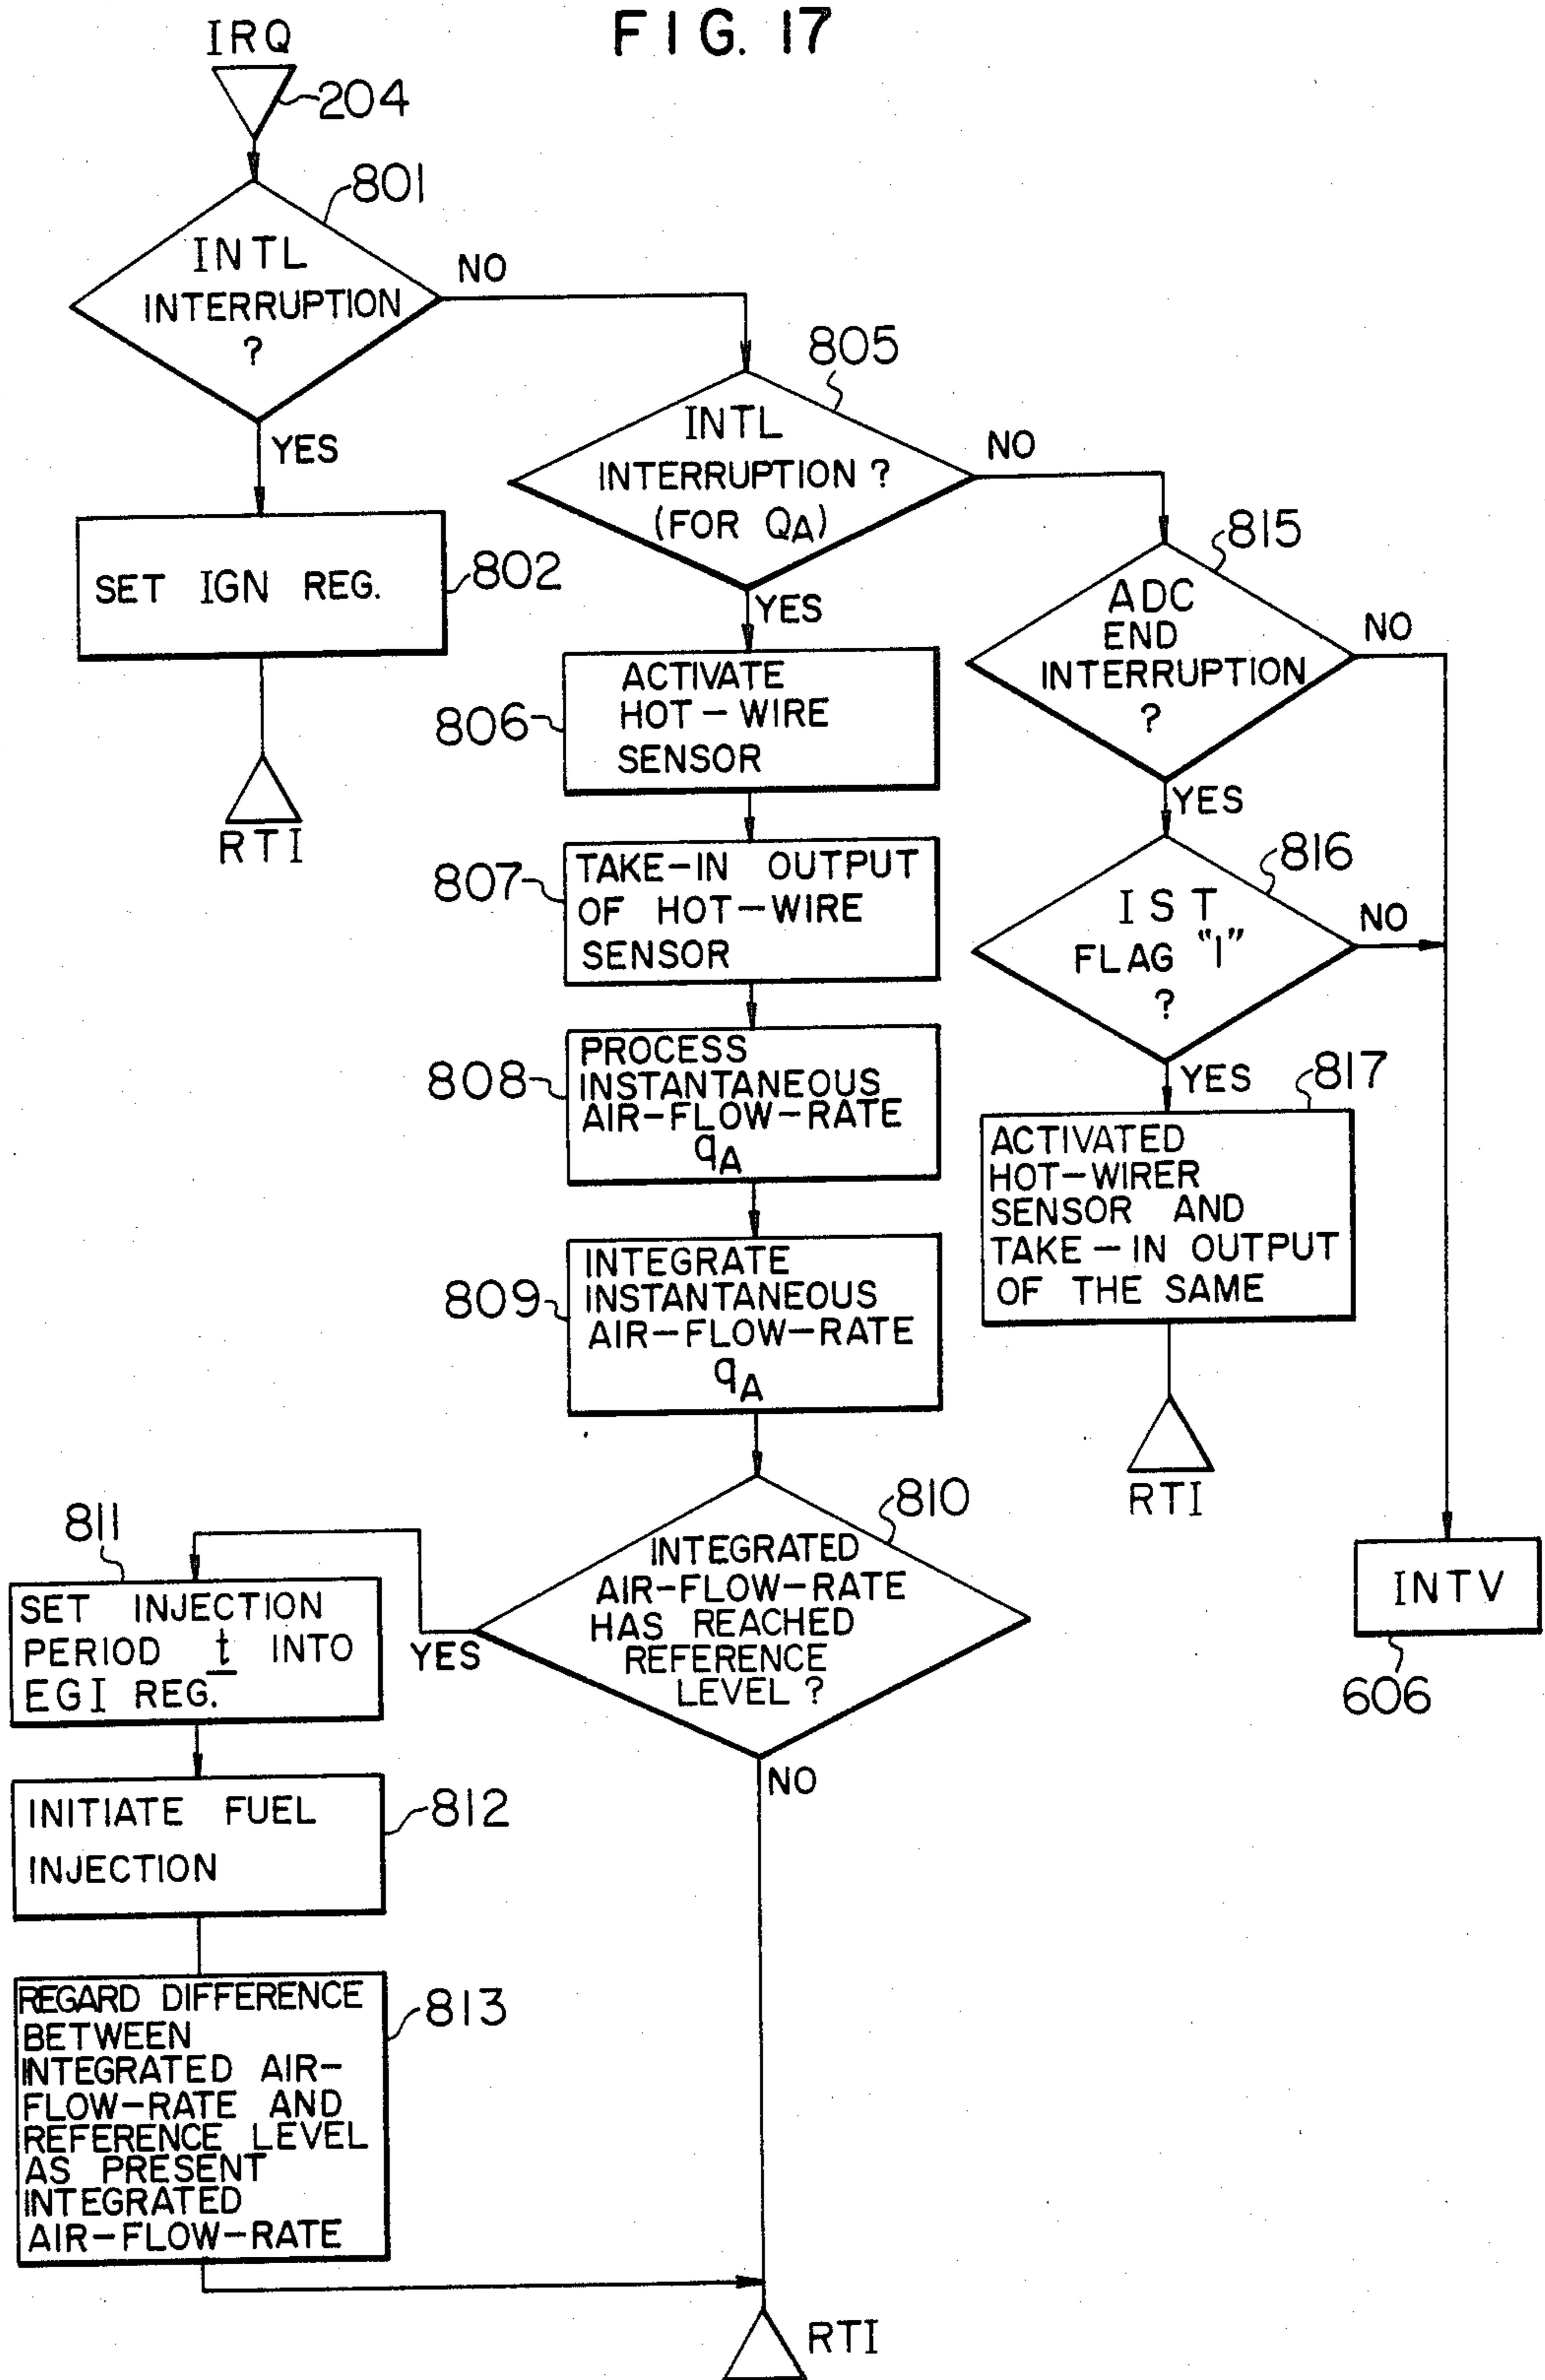 FIG. 17
IRQ
204
801
INTL
INTERRUPTION
?
NO
YES
SET IGN REG.
802
RTI
805
INTL
INTERRUPTION ?
(FOR QA)
NO
YES
806
ACTIVATE
HOT-WIRE
SENSOR
807
TAKE-IN OUTPUT
OF HOT-WIRE
SENSOR
808
PROCESS
INSTANTANEOUS
AIR-FLOW-RATE
qA
809
INTEGRATE
INSTANTANEOUS
AIR-FLOW-RATE
qA
810
INTEGRATED
AIR-FLOW-RATE
HAS REACHED
REFERENCE
LEVEL ?
YES
NO
811
SET INJECTION
PERIOD t INTO
EGI REG.
812
INITIATE FUEL
INJECTION
813
REGARD DIFFERENCE
BETWEEN
INTEGRATED AIR-
FLOW-RATE AND
REFERENCE LEVEL
AS PRESENT
INTEGRATED
AIR-FLOW-RATE
RTI
815
ADC
END
INTERRUPTION
?
NO
YES
816
IST
FLAG "1"
?
NO
YES
817
ACTIVATED
HOT-WIRER
SENSOR AND
TAKE-IN OUTPUT
OF THE SAME
RTI
INTV
606